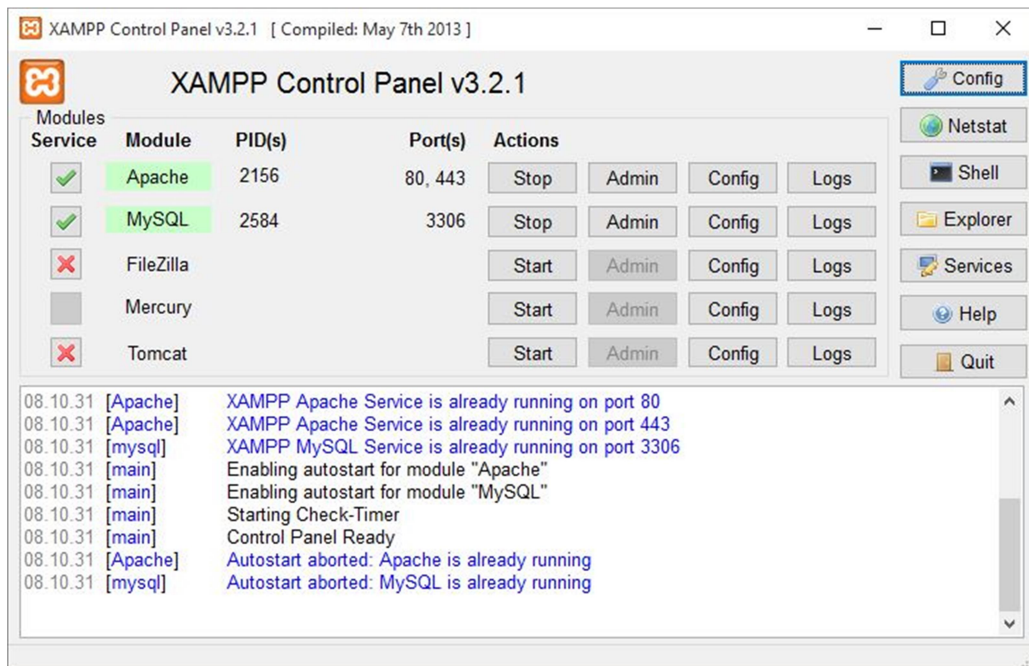 XAMPP Control Panel v3.2.1 [ Compiled: May 7th 2013 ]
XAMPP Control Panel v3.2.1
Config
Modules
Service Module PID(s) Port(s) Actions
Netstat
Apache 2156 80, 443 Stop Admin Config Logs
Shell
MySQL 2584 3306 Stop Admin Config Logs
Explorer
FileZilla Start Admin Config Logs
Services
Mercury Start Admin Config Logs
Help
Tomcat Start Admin Config Logs
Quit
08.10.31 [Apache] XAMPP Apache Service is already running on port 80
08.10.31 [Apache] XAMPP Apache Service is already running on port 443
08.10.31 [mysql] XAMPP MySQL Service is already running on port 3306
08.10.31 [main] Enabling autostart for module "Apache"
08.10.31 [main] Enabling autostart for module "MySQL"
08.10.31 [main] Starting Check-Timer
08.10.31 [main] Control Panel Ready
08.10.31 [Apache] Autostart aborted: Apache is already running
08.10.31 [mysql] Autostart aborted: MySQL is already running